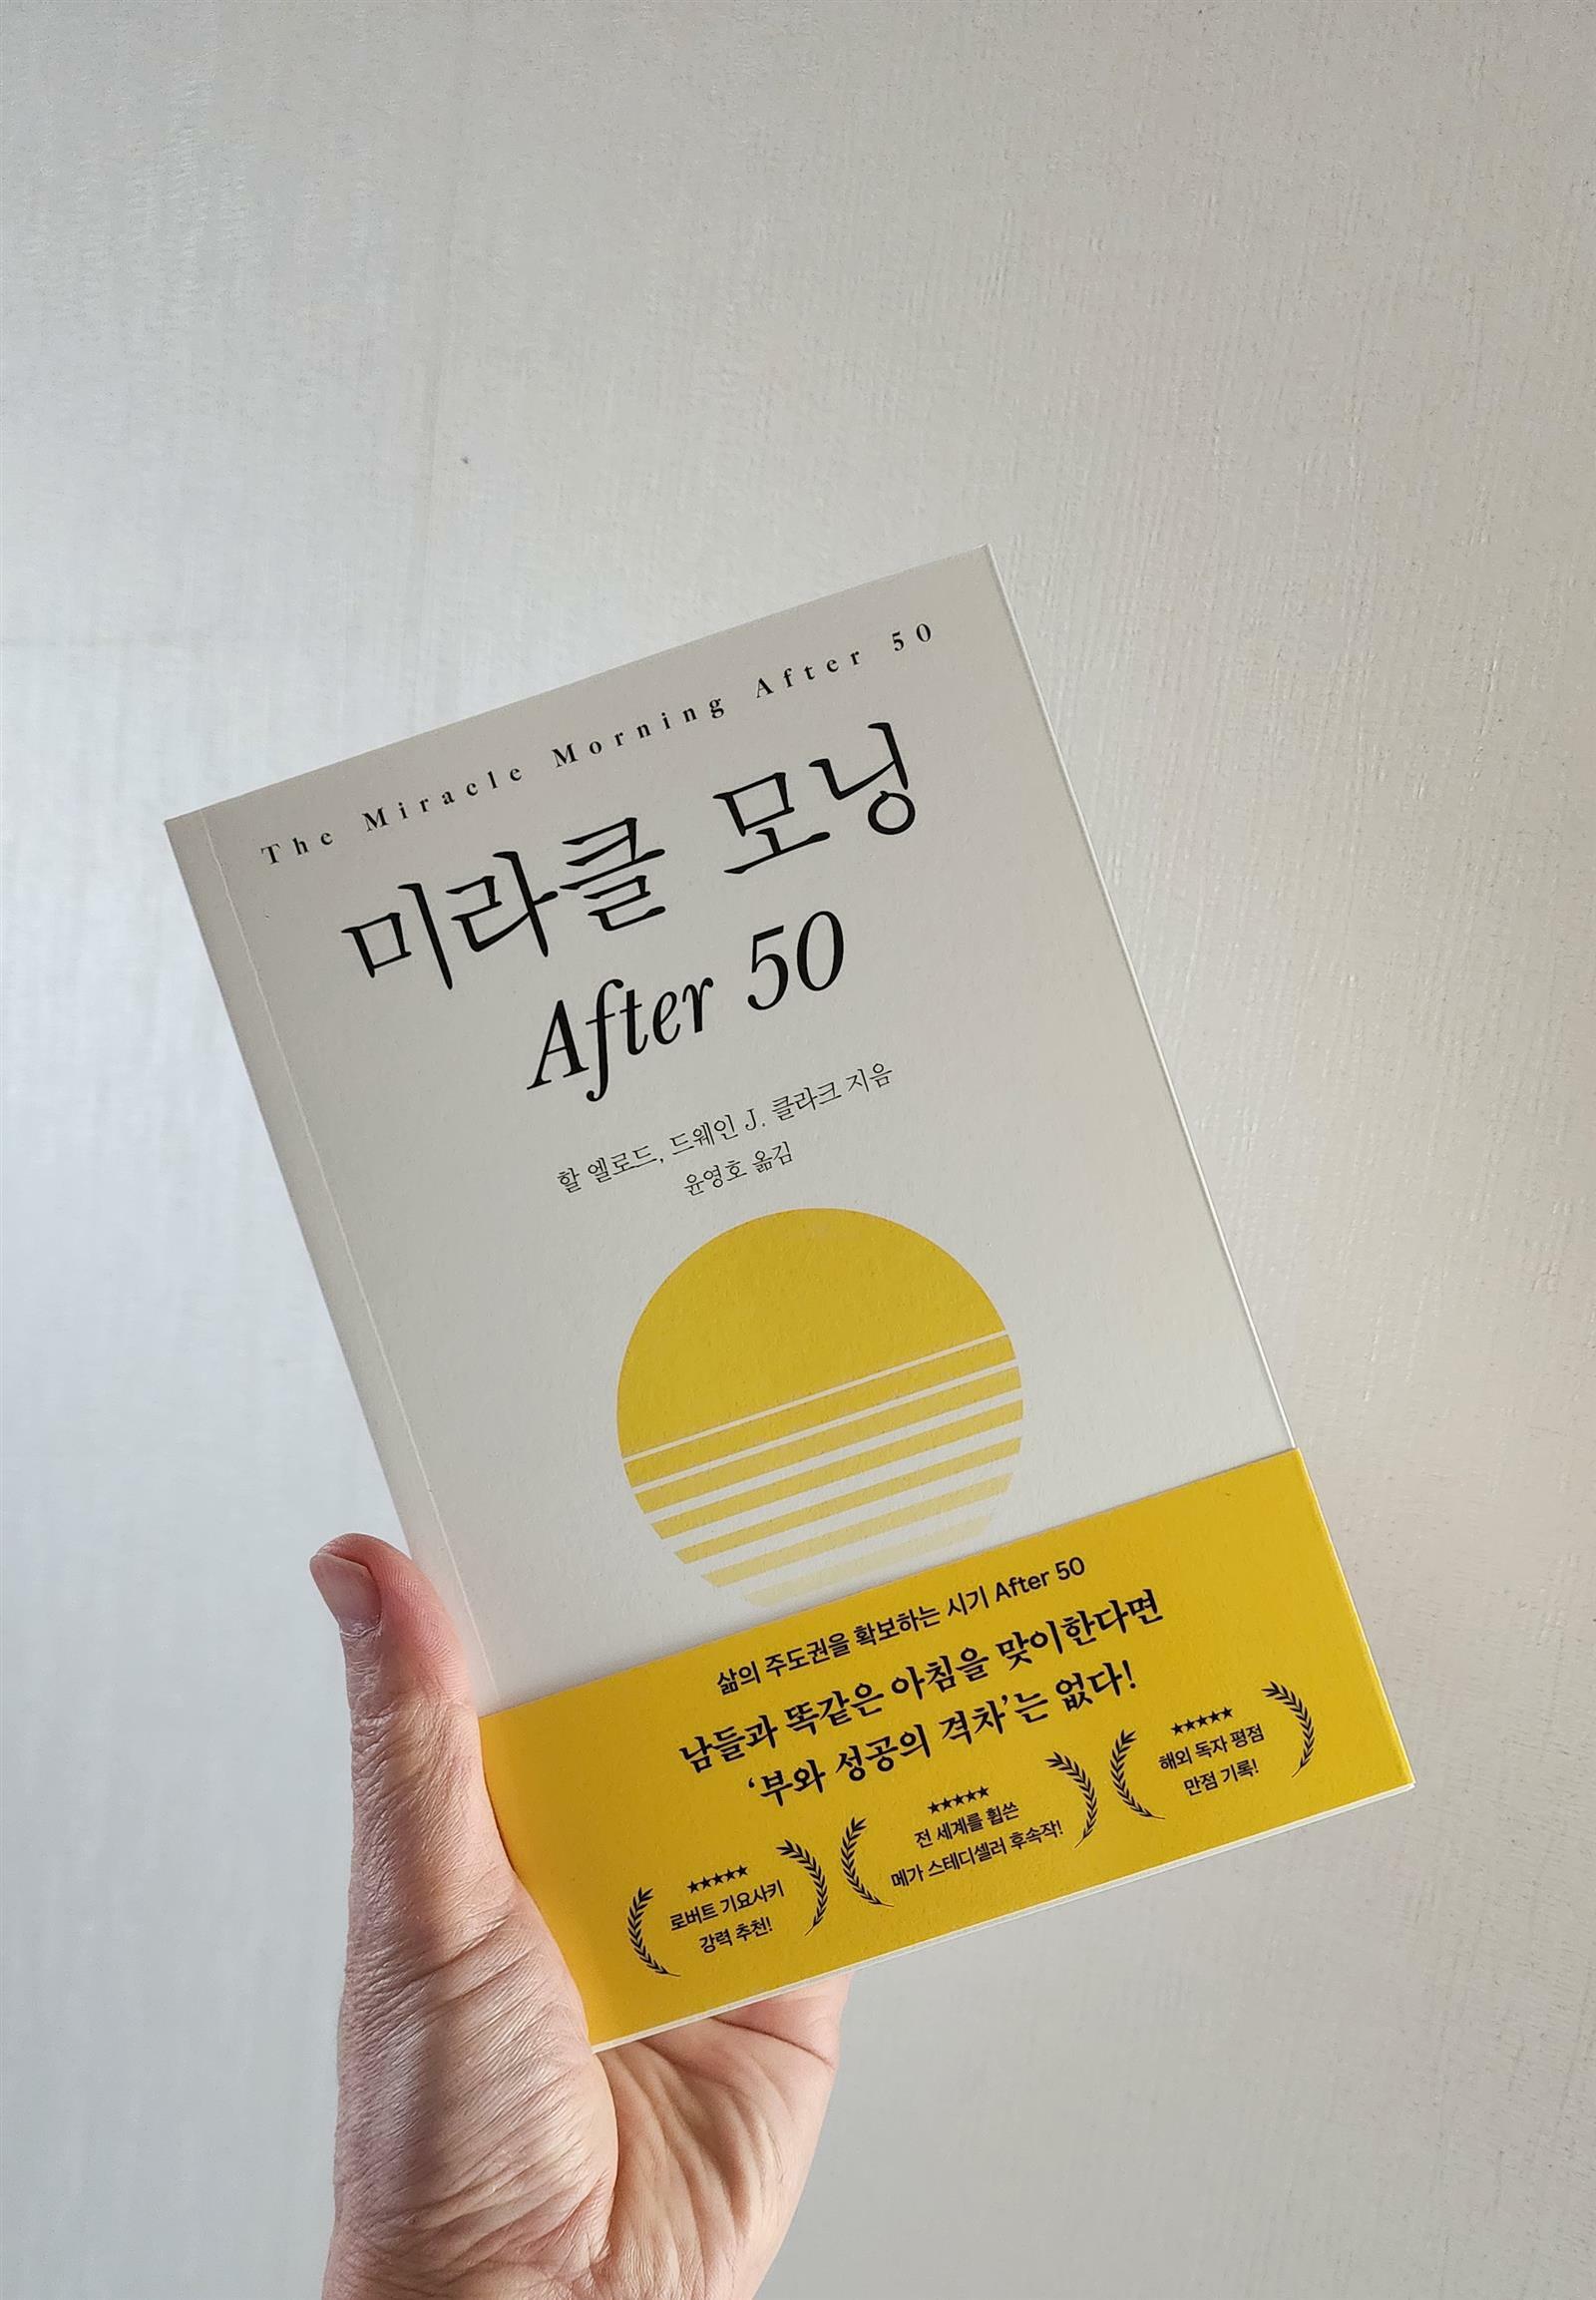 The Miracle Morning After 50
미라클 모닝
After 50
할 엘로드, 드웨인 J. 클라크 지음
윤영호 옮김
삶의 주도권을 확보하는 시기 After 50
남들과 똑같은 아침을 맞이한다면
‘부와 성공의 격차’는 없다!
★★★★★
로버트 기요사키
강력 추천!
★★★★★
전 세계를 휩쓴
메가 스테디셀러 후속작!
★★★★★
해외 독자 평점
만점 기록!